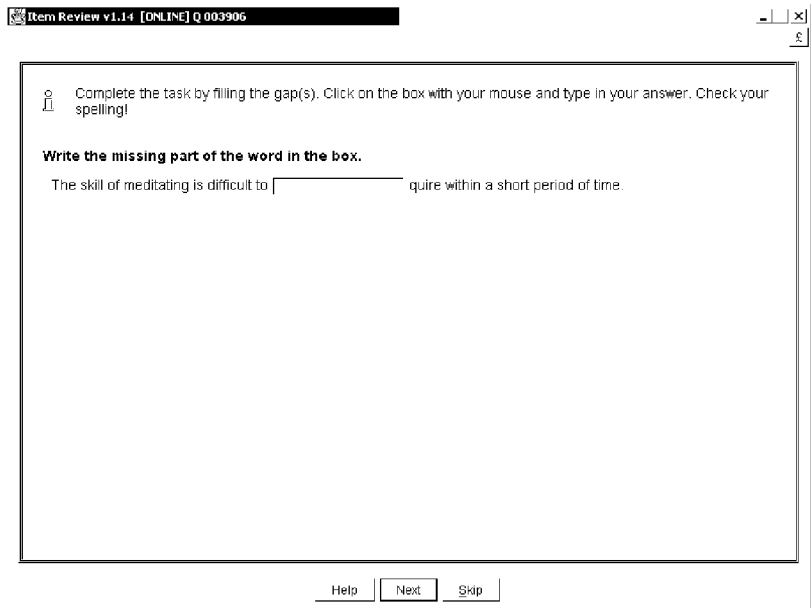 Item Review v1.14 [ONLINE] Q 003906
£
Complete the task by filling the gap(s). Click on the box with your mouse and type in your answer. Check your
spelling!
Write the missing part of the word in the box.
The skill of meditating is difficult to quire within a short period of time.
Help Next Skip